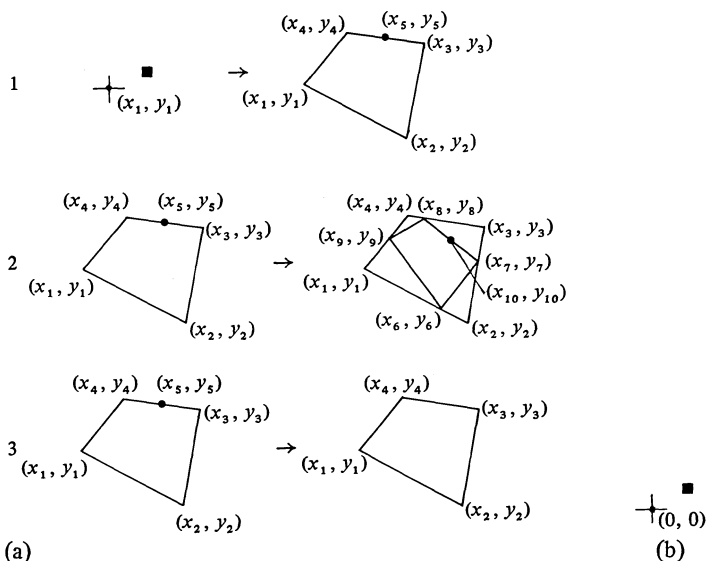 (x₄, y₄) (x₅, y₅)
(x₃, y₃)
1 (x₁, y₁) → (x₁, y₁)
(x₂, y₂)
(x₄, y₄) (x₅, y₅) (x₄, y₄) (x₈, y₈)
(x₃, y₃) (x₉, y₉) (x₃, y₃)
2 → (x₇, y₇)
(x₁, y₁) (x₁, y₁) (x₁₀, y₁₀)
(x₂, y₂) (x₆, y₆) (x₂, y₂)
(x₄, y₄) (x₅, y₅) (x₄, y₄)
(x₃, y₃) (x₃, y₃)
3 →
(x₁, y₁) (x₁, y₁)
(x₂, y₂) (x₂, y₂) (0, 0)
(a) (b)